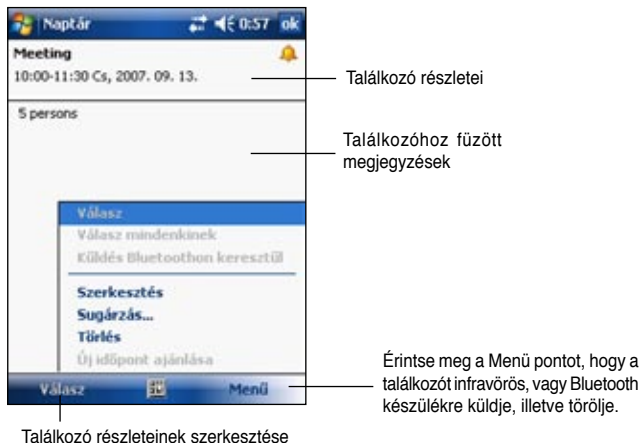 Naptár 0:57 ok
Meeting
10:00-11:30 Cs, 2007. 09. 13.
Találkozó részletei
5 persons
Találkozóhoz fűzött
megjegyzések
Válasz
Válasz mindenkinek
Küldés Bluetoothon keresztül
Szerkesztés
Sugárzás...
Törlés
Új időpont ajánlása
Válasz Menü
Érintse meg a Menü pontot, hogy a
találkozót infravörös, vagy Bluetooth
készülékre küldje, illetve törölje.
Találkozó részleteinek szerkesztése